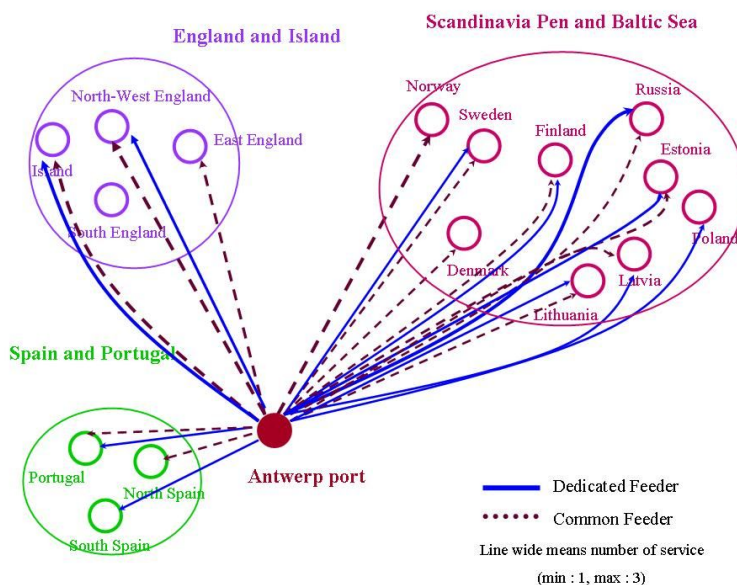 England and Island
Scandinavia Pen and Baltic Sea
North-West England
Norway
Russia
Sweden
East England
Finland
Estonia
Island
South England
Poland
Denmark
Latvia
Lithuania
Spain and Portugal
Portugal
North Spain
Antwerp port
South Spain
Dedicated Feeder
Common Feeder
Line wide means number of service
(min : 1, max : 3)